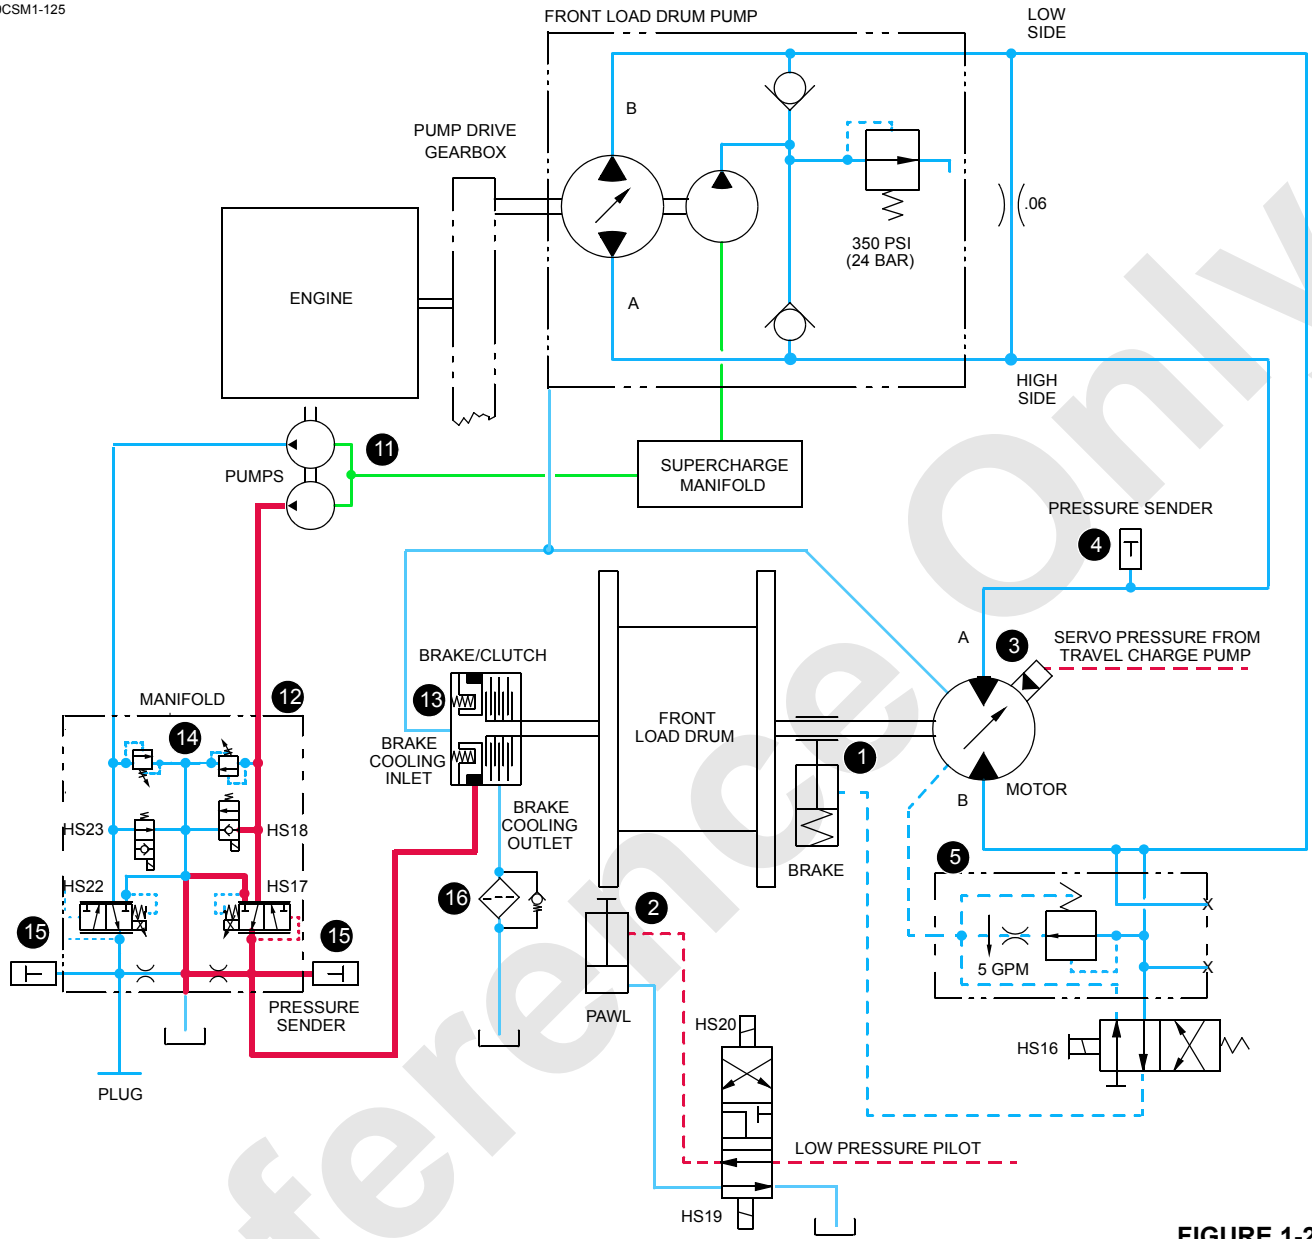 CSM1-125
FRONT LOAD DRUM PUMP
LOW
SIDE
B
PUMP DRIVE
GEARBOX
.06
350 PSI
(24 BAR)
ENGINE
A
HIGH
SIDE
11
PUMPS
SUPERCHARGE
MANIFOLD
PRESSURE SENDER
4
A
3
SERVO PRESSURE FROM
TRAVEL CHARGE PUMP
BRAKE/CLUTCH
MANIFOLD
12
13
14
BRAKE
COOLING
INLET
FRONT
LOAD DRUM
1
B
MOTOR
HS23
HS18
BRAKE
COOLING
OUTLET
BRAKE
5
HS22
HS17
16
2
15
15
5 GPM
PRESSURE
SENDER
PAWL
HS20
HS16
PLUG
LOW PRESSURE PILOT
HS19
X
X
FIGURE 1-2
Reference Only